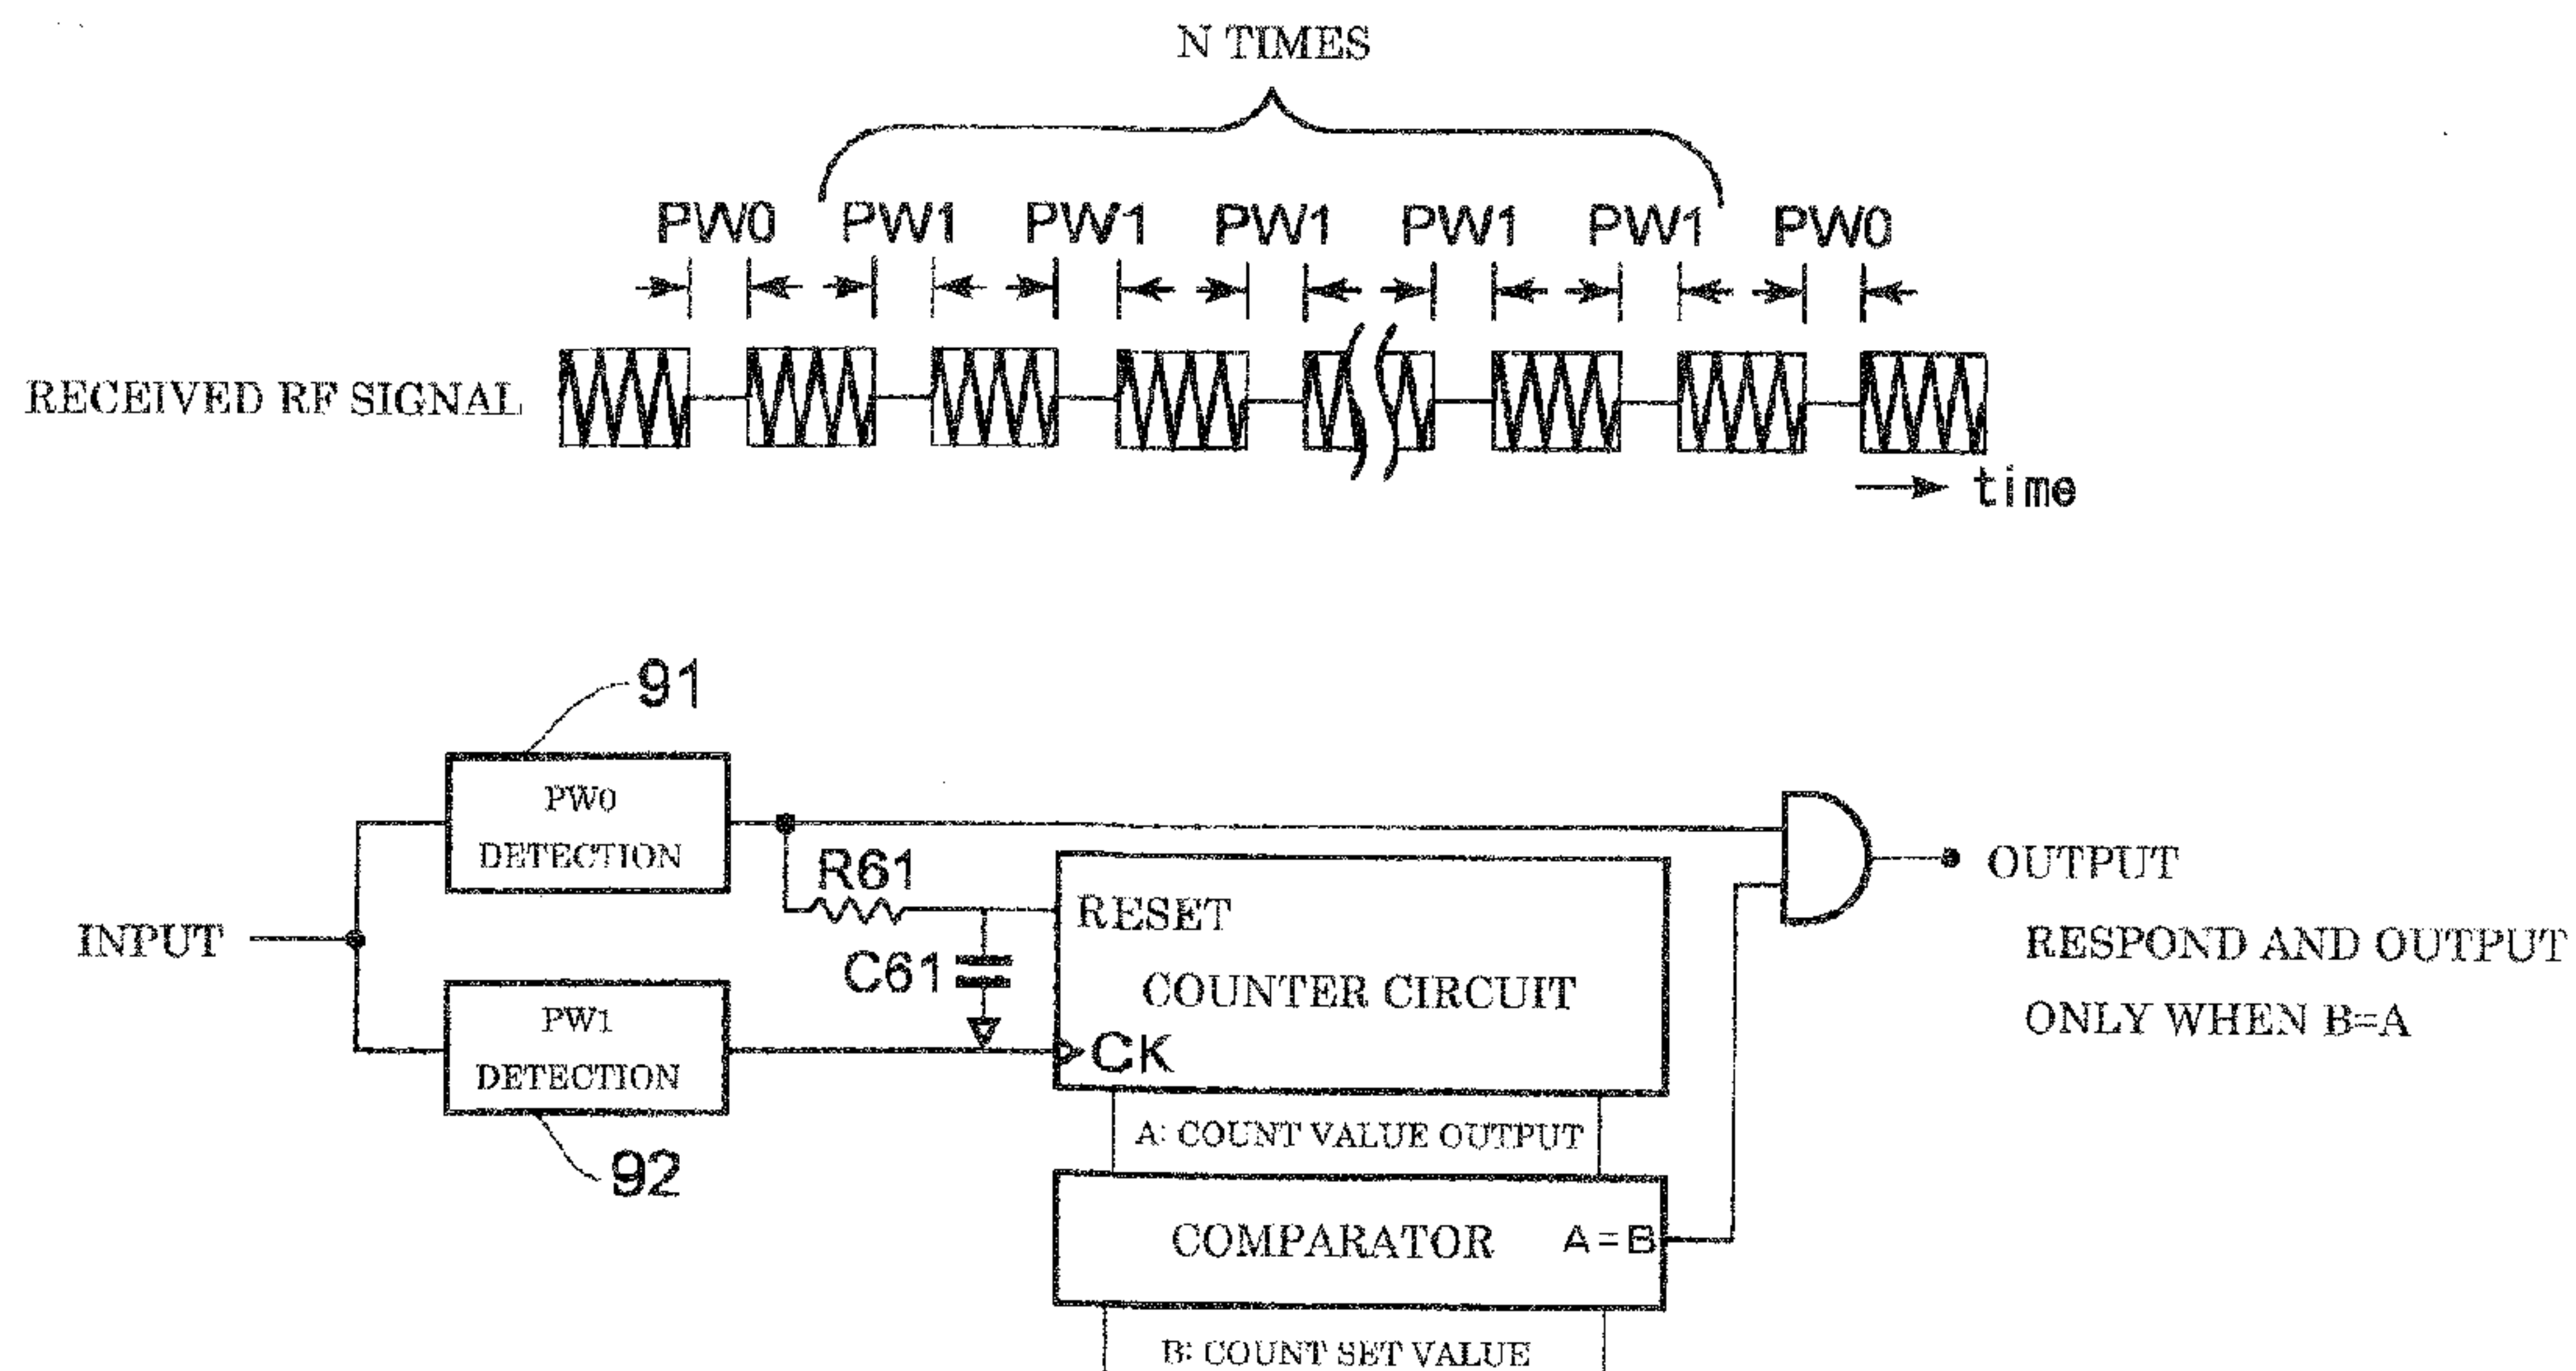 N TIMES
PW0 PW1 PW1 PW1 PW1 PW1 PW0
RECEIVED RF SIGNAL
time
91
PW0
DETECTION
R61
RESET
OUTPUT
INPUT
C61
COUNTER CIRCUIT
RESPOND AND OUTPUT
ONLY WHEN B=A
PW1
DETECTION
CK
92
A: COUNT VALUE OUTPUT
COMPARATOR A=B
B: COUNT SET VALUE